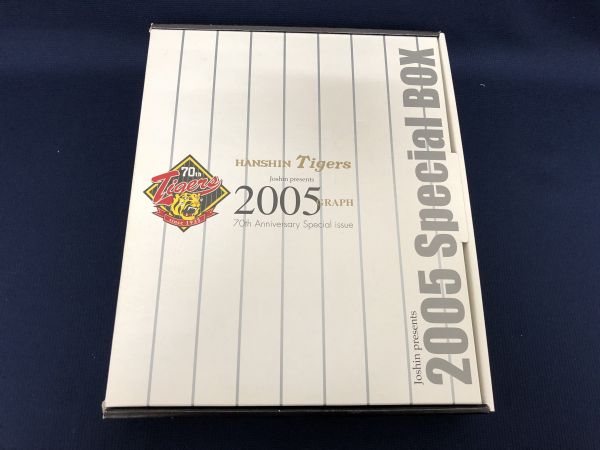 70th
Tigers
since 1935
HANSHIN Tigers
Joshin presents
2005 GRAPH
70th Anniversary Special issue
Joshin presents
2005 Special BOX